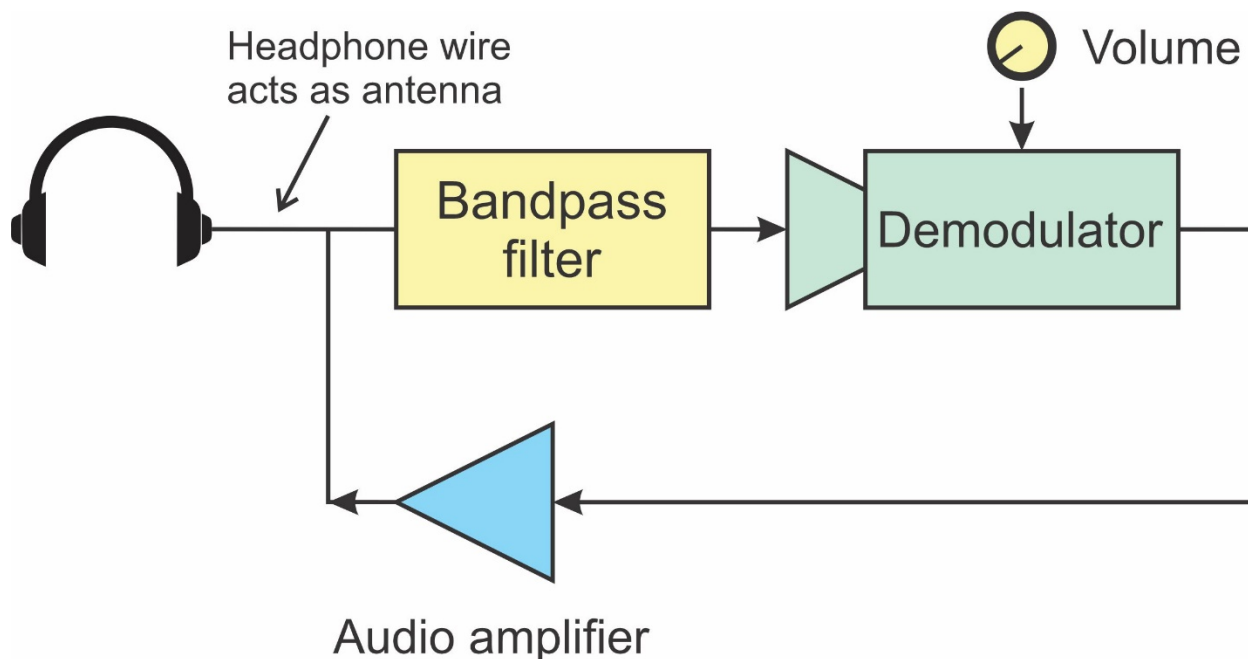 Headphone wire
acts as antenna
Volume
Bandpass
filter
Demodulator
Audio amplifier